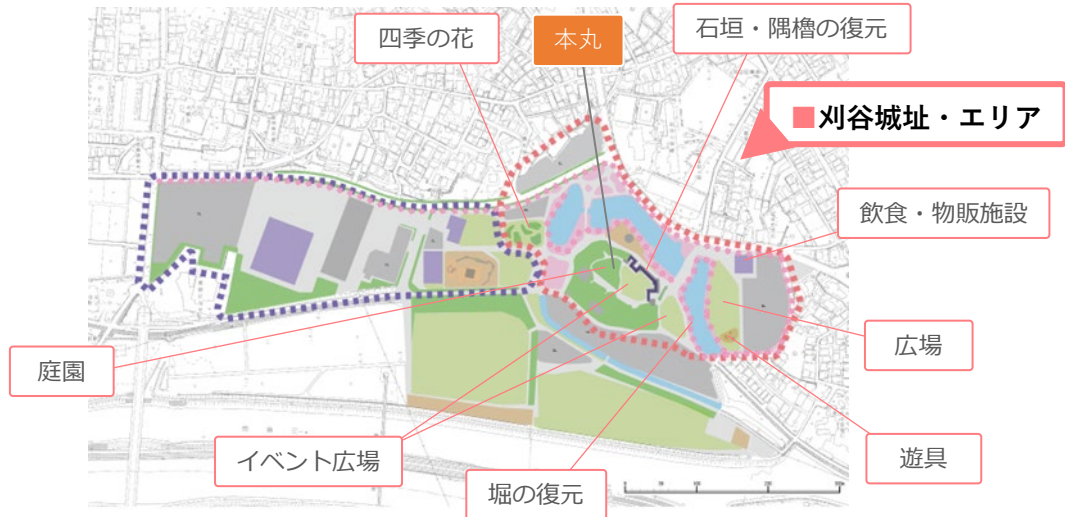 四季の花
本丸
石垣・隅櫓の復元
■刈谷城址・エリア
飲食・物販施設
広場
庭園
遊具
イベント広場
堀の復元